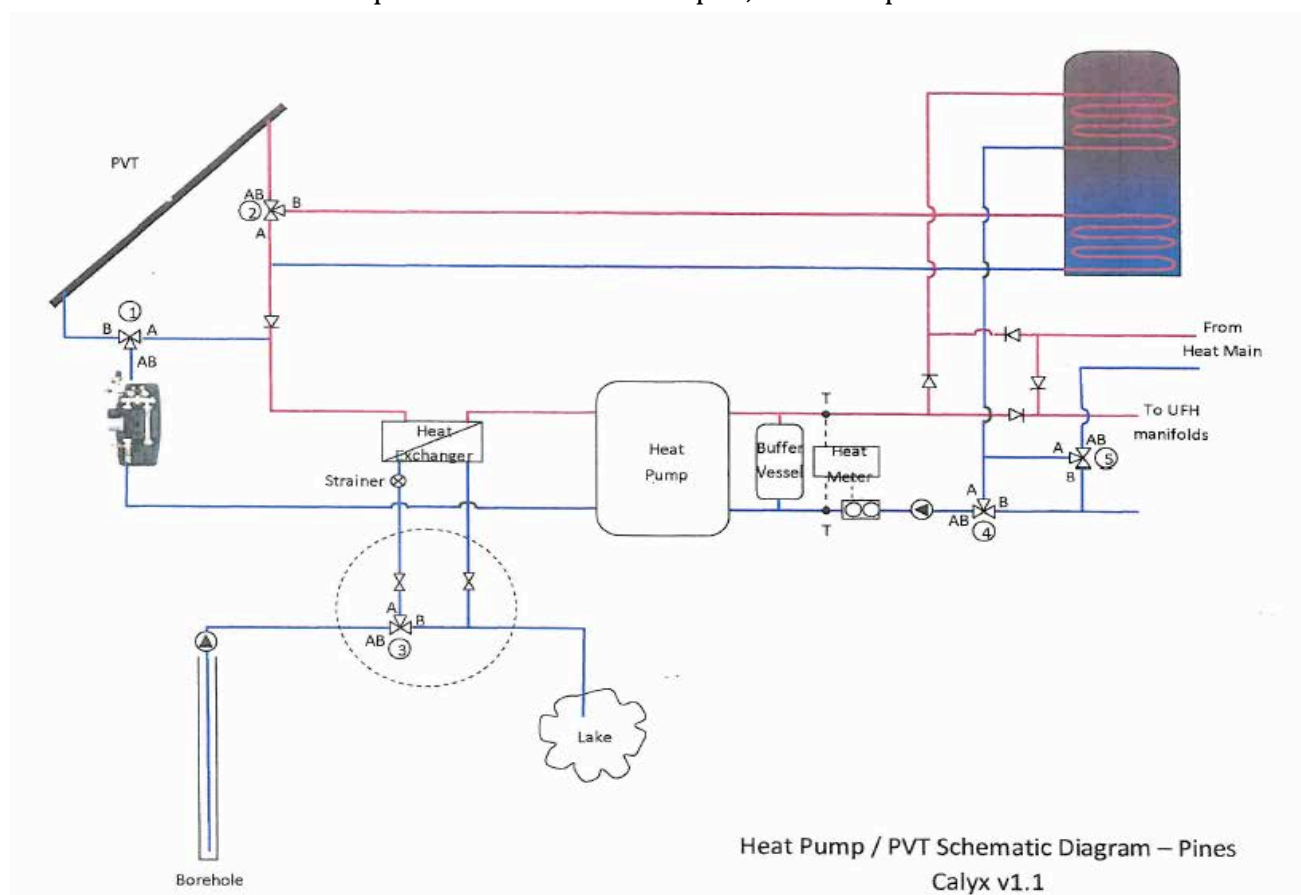 PVT
AB
2
B
A
1
B
A
AB
From
Heat Main
Heat
Exchanger
Strainer
Heat
Pump
Buffer
Vessel
T
Heat
Meter
T
To UFH
manifolds
A
AB
5
B
A
B
AB
4
A
B
AB
3
Lake
Borehole
Heat Pump / PVT Schematic Diagram – Pines
Calyx v1.1